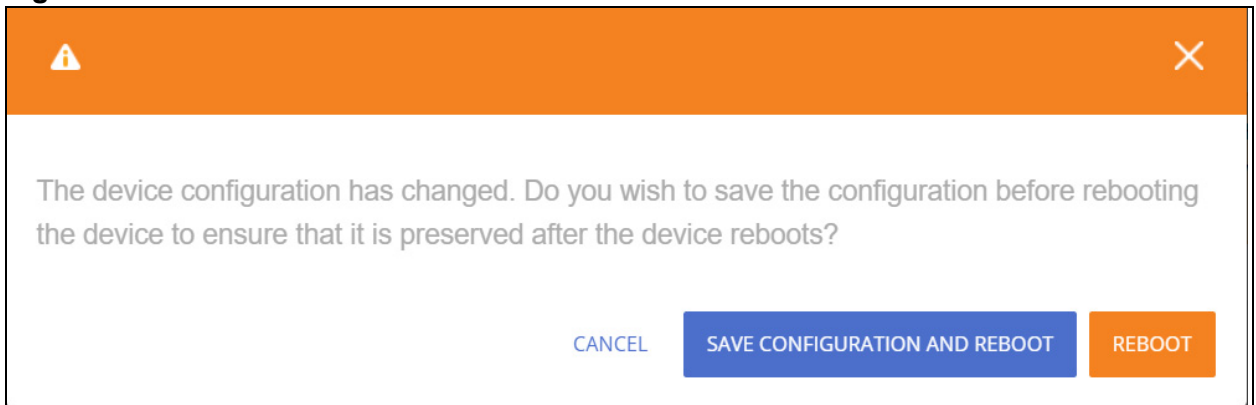 The device configuration has changed. Do you wish to save the configuration before rebooting
the device to ensure that it is preserved after the device reboots?
CANCEL SAVE CONFIGURATION AND REBOOT REBOOT